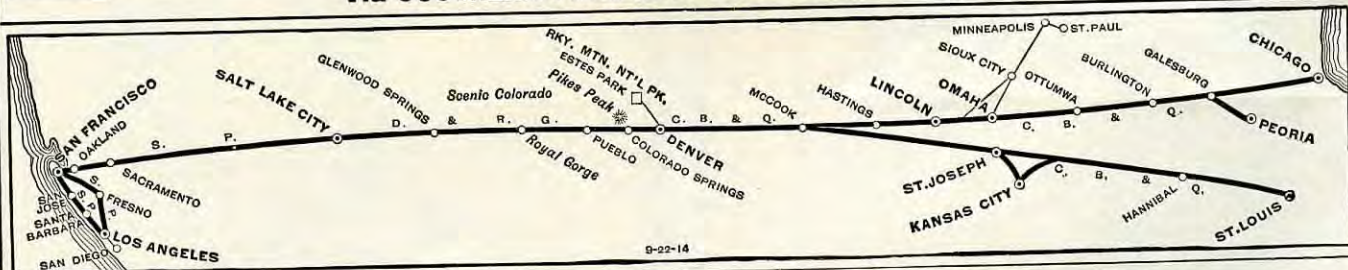 SAN FRANCISCO
OAKLAND
SACRAMENTO
SAN JOSE
S. P.
S. P.
FRESNO
SANTA BARBARA
LOS ANGELES
SAN DIEGO
S. P.
SALT LAKE CITY
GLENWOOD SPRINGS
D. & R. G.
Scenic Colorado
Royal Gorge
PUEBLO
Pikes Peak
COLORADO SPRINGS
RKY. MTN. NT'L PK.
ESTES PARK
DENVER
C. B. & Q.
MCCOOK
HASTINGS
LINCOLN
OMAHA
SIOUX CITY
MINNEAPOLIS
ST. PAUL
OTTUMWA
BURLINGTON
GALESBURG
CHICAGO
PEORIA
C. B. & Q.
ST. JOSEPH
KANSAS CITY
C., B, & Q,
HANNIBAL
ST. LOUIS
9-22-14